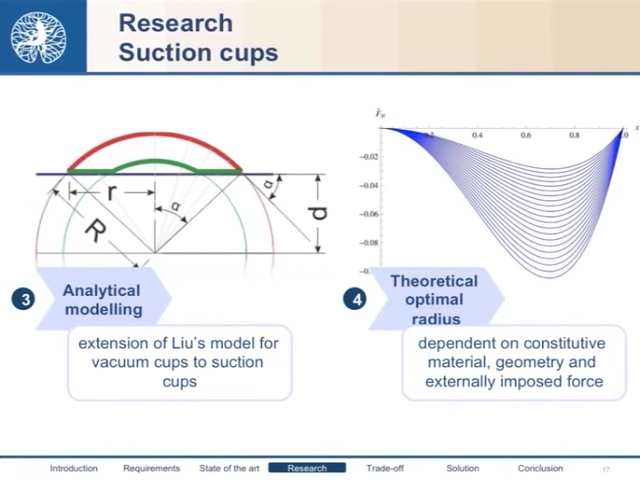 Research
Suction cups
r
α
R
α
d
0.2
0.4
0.6
0.8
1.0
−0.02
−0.04
−0.06
−0.08
3
Analytical
modelling
extension of Liu's model for
vacuum cups to suction
cups
4
Theoretical
optimal
radius
dependent on constitutive
material, geometry and
externally imposed force
Introduction Requirements State of the art Research Trade-off Solution Conclusion 17